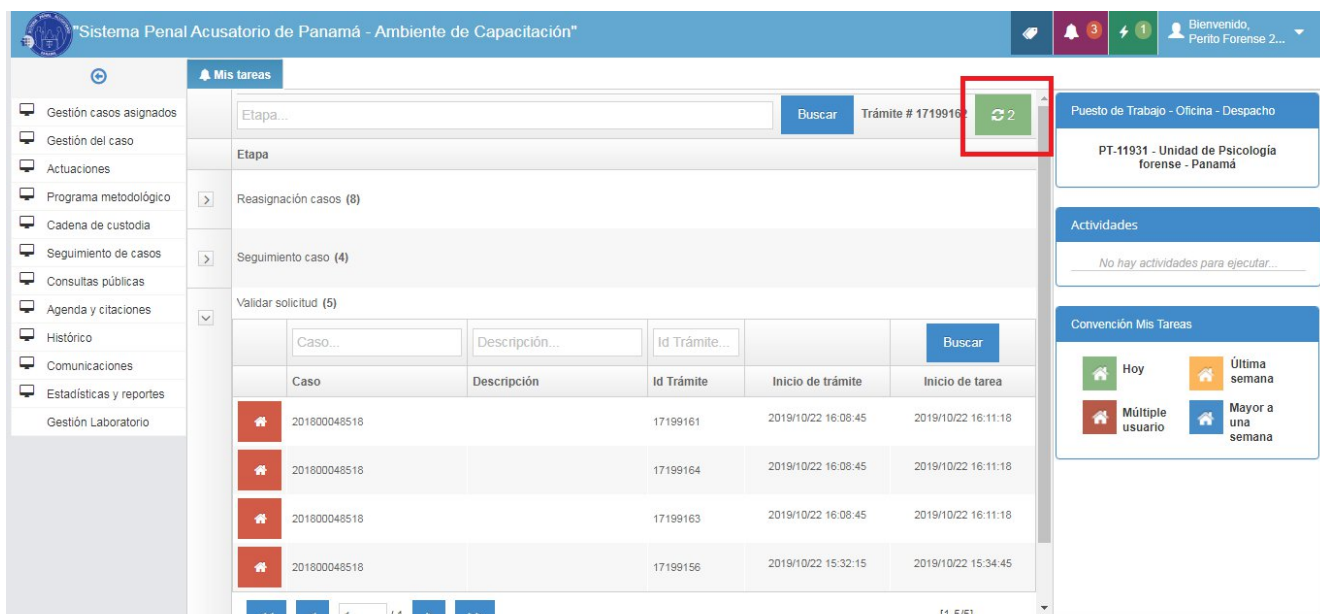 "Sistema Penal Acusatorio de Panamá - Ambiente de Capacitación"
3
1
Bienvenido,
Perito Forense 2...
Mis tareas
Gestión casos asignados
Gestión del caso
Actuaciones
Programa metodológico
Cadena de custodia
Seguimiento de casos
Consultas públicas
Agenda y citaciones
Histórico
Comunicaciones
Estadísticas y reportes
Gestión Laboratorio
Etapa...
Buscar
Trámite # 17199162
2
Etapa
Reasignación casos (8)
Seguimiento caso (4)
Validar solicitud (5)
Caso...
Descripción...
Id Trámite...
Buscar
Caso Descripción Id Trámite Inicio de trámite Inicio de tarea
201800048518 17199161 2019/10/22 16:08:45 2019/10/22 16:11:18
201800048518 17199164 2019/10/22 16:08:45 2019/10/22 16:11:18
201800048518 17199163 2019/10/22 16:08:45 2019/10/22 16:11:18
201800048518 17199156 2019/10/22 15:32:15 2019/10/22 15:34:45
Puesto de Trabajo - Oficina - Despacho
PT-11931 - Unidad de Psicología
forense - Panamá
Actividades
No hay actividades para ejecutar...
Convención Mis Tareas
Hoy
Última
semana
Múltiple
usuario
Mayor a
una
semana